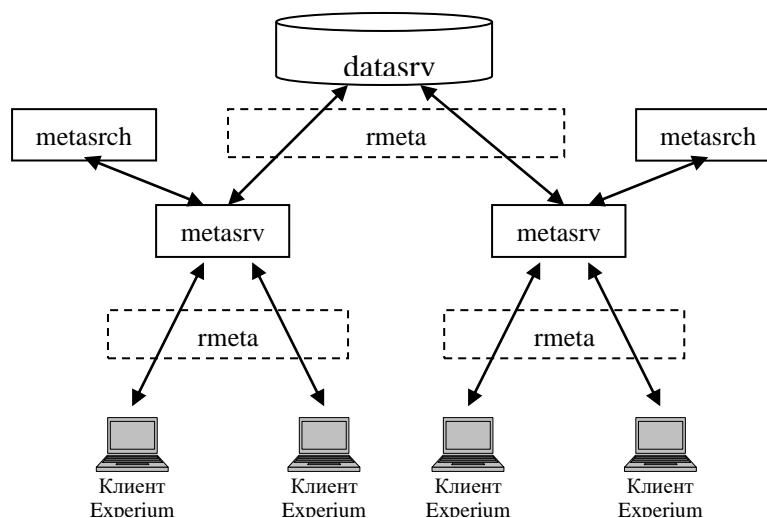 datasrv
rmeta
metasrch
metasrch
metasrv
metasrv
rmeta
rmeta
Клиент
Experium
Клиент
Experium
Клиент
Experium
Клиент
Experium